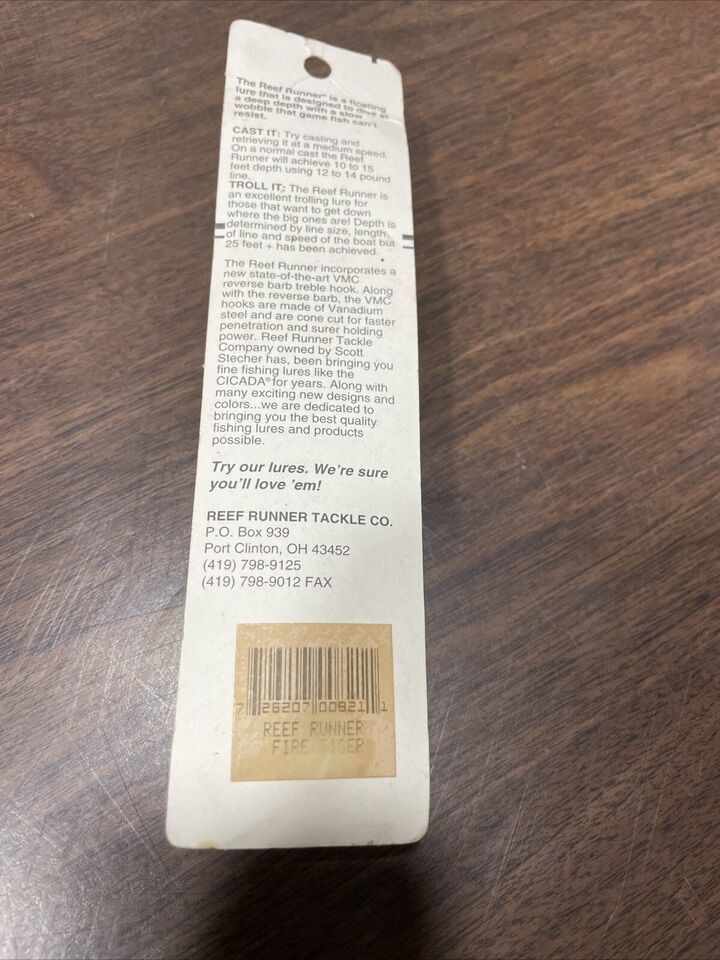 The Reef Runner® is a floating
lure that is designed to dive at
a deep depth with a slow
wobble that game fish can't
resist.
CAST IT: Try casting and
retrieving it at a medium speed.
On a normal cast the Reef
Runner will achieve 10 to 15
feet depth using 12 to 14 pound
line.
TROLL IT: The Reef Runner is
an excellent trolling lure for
those that want to get down
where the big ones are! Depth is
determined by line size, length
of line and speed of the boat but
25 feet + has been achieved.
The Reef Runner incorporates a
new state-of-the-art VMC
reverse barb treble hook. Along
with the reverse barb, the VMC
hooks are made of Vanadium
steel and are cone cut for faster
penetration and surer holding
power. Reef Runner Tackle
Company owned by Scott
Stecher has, been bringing you
fine fishing lures like the
CICADA® for years. Along with
many exciting new designs and
colors...we are dedicated to
bringing you the best quality
fishing lures and products
possible.
Try our lures. We're sure
you'll love 'em!
REEF RUNNER TACKLE CO.
P.O. Box 939
Port Clinton, OH 43452
(419) 798-9125
(419) 798-9012 FAX
7 26207 00821 1
REEF RUNNER
FIRE TIGER